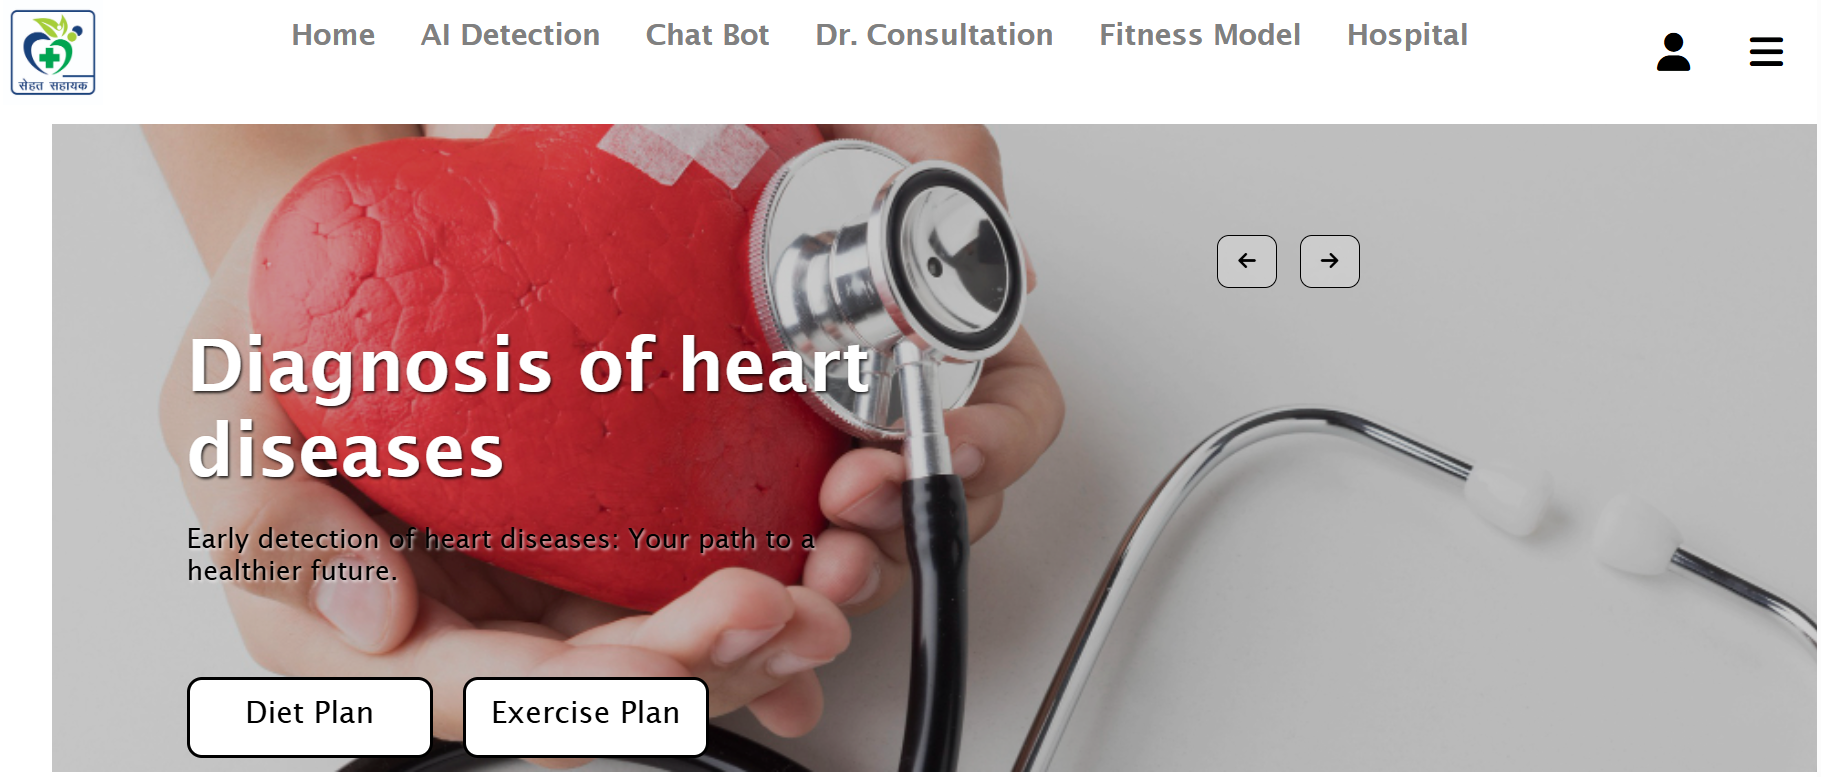 सेहत सहायक
Home AI Detection Chat Bot Dr. Consultation Fitness Model Hospital
Diagnosis of heart
diseases
Early detection of heart diseases: Your path to a
healthier future.
Diet Plan Exercise Plan